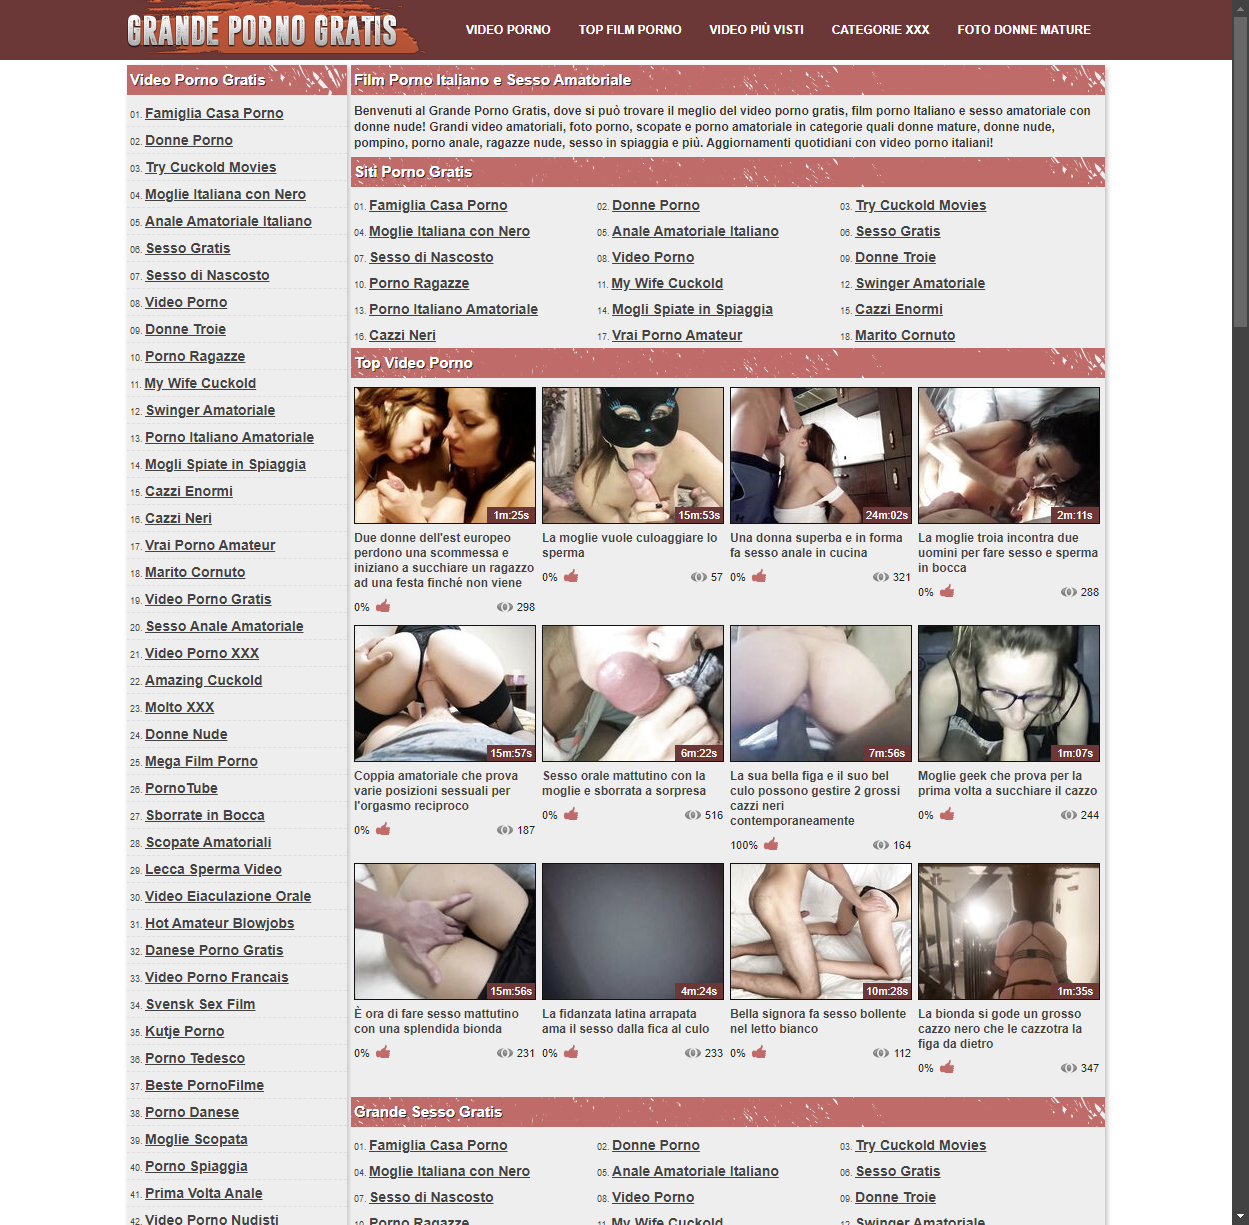 GRANDE PORNO GRATIS
VIDEO PORNO
TOP FILM PORNO
VIDEO PIÙ VISTI
CATEGORIE XXX
FOTO DONNE MATURE
Video Porno Gratis
01. Famiglia Casa Porno
02. Donne Porno
03. Try Cuckold Movies
04. Moglie Italiana con Nero
05. Anale Amatoriale Italiano
06. Sesso Gratis
07. Sesso di Nascosto
08. Video Porno
09. Donne Troie
10. Porno Ragazze
11. My Wife Cuckold
12. Swinger Amatoriale
13. Porno Italiano Amatoriale
14. Mogli Spiate in Spiaggia
15. Cazzi Enormi
16. Cazzi Neri
17. Vrai Porno Amateur
18. Marito Cornuto
19. Video Porno Gratis
20. Sesso Anale Amatoriale
21. Video Porno XXX
22. Amazing Cuckold
23. Molto XXX
24. Donne Nude
25. Mega Film Porno
26. PornoTube
27. Sborrate in Bocca
28. Scopate Amatoriali
29. Lecca Sperma Video
30. Video Eiaculazione Orale
31. Hot Amateur Blowjobs
32. Danese Porno Gratis
33. Video Porno Francais
34. Svensk Sex Film
35. Kutje Porno
36. Porno Tedesco
37. Beste PornoFilme
38. Porno Danese
39. Moglie Scopata
40. Porno Spiaggia
41. Prima Volta Anale
42. Video Porno Nudisti
Film Porno Italiano e Sesso Amatoriale
Benvenuti al Grande Porno Gratis, dove si può trovare il meglio del video porno gratis, film porno Italiano e sesso amatoriale con
donne nude! Grandi video amatoriali, foto porno, scopate e porno amatoriale in categorie quali donne mature, donne nude,
pompino, porno anale, ragazze nude, sesso in spiaggia e più. Aggiornamenti quotidiani con video porno italiani!
Siti Porno Gratis
01. Famiglia Casa Porno
02. Donne Porno
03. Try Cuckold Movies
04. Moglie Italiana con Nero
05. Anale Amatoriale Italiano
06. Sesso Gratis
07. Sesso di Nascosto
08. Video Porno
09. Donne Troie
10. Porno Ragazze
11. My Wife Cuckold
12. Swinger Amatoriale
13. Porno Italiano Amatoriale
14. Mogli Spiate in Spiaggia
15. Cazzi Enormi
16. Cazzi Neri
17. Vrai Porno Amateur
18. Marito Cornuto
Top Video Porno
1m:25s
Due donne dell'est europeo
perdono una scommessa e
iniziano a succhiare un ragazzo
ad una festa finché non viene
0%
298
15m:53s
La moglie vuole culoaggiare lo
sperma
0%
57
24m:02s
Una donna superba e in forma
fa sesso anale in cucina
0%
321
2m:11s
La moglie troia incontra due
uomini per fare sesso e sperma
in bocca
0%
288
15m:57s
Coppia amatoriale che prova
varie posizioni sessuali per
l'orgasmo reciproco
0%
187
6m:22s
Sesso orale mattutino con la
moglie e sborrata a sorpresa
0%
516
7m:56s
La sua bella figa e il suo bel
culo possono gestire 2 grossi
cazzi neri
contemporaneamente
100%
164
1m:07s
Moglie geek che prova per la
prima volta a succhiare il cazzo
0%
244
15m:56s
È ora di fare sesso mattutino
con una splendida bionda
0%
231
4m:24s
La fidanzata latina arrapata
ama il sesso dalla fica al culo
0%
233
10m:28s
Bella signora fa sesso bollente
nel letto bianco
0%
112
1m:35s
La bionda si gode un grosso
cazzo nero che le cazzotra la
figa da dietro
0%
347
Grande Sesso Gratis
01. Famiglia Casa Porno
02. Donne Porno
03. Try Cuckold Movies
04. Moglie Italiana con Nero
05. Anale Amatoriale Italiano
06. Sesso Gratis
07. Sesso di Nascosto
08. Video Porno
09. Donne Troie
10. Porno Ragazze
11. My Wife Cuckold
12. Swinger Amatoriale